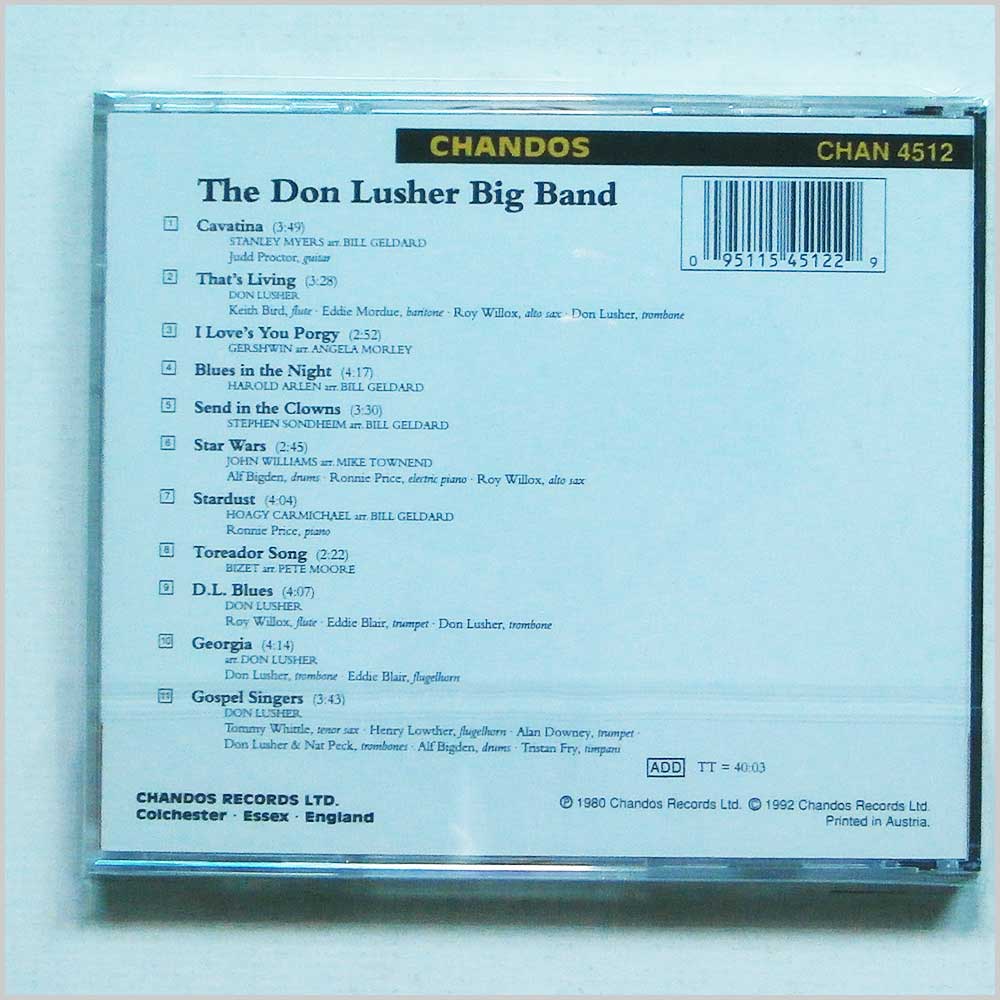 CHANDOS CHAN 4512
The Don Lusher Big Band
0 95115 45122 9
1 Cavatina (3:49)
STANLEY MYERS arr. BILL GELDARD
Judd Proctor, guitar
2 That's Living (3:28)
DON LUSHER
Keith Bird, flute · Eddie Mordue, baritone · Roy Willox, alto sax · Don Lusher, trombone
3 I Love's You Porgy (2:52)
GERSHWIN arr. ANGELA MORLEY
4 Blues in the Night (4:17)
HAROLD ARLEN arr. BILL GELDARD
5 Send in the Clowns (3:30)
STEPHEN SONDHEIM arr. BILL GELDARD
6 Star Wars (2:45)
JOHN WILLIAMS arr. MIKE TOWNEND
Alf Bigden, drums · Ronnie Price, electric piano · Roy Willox, alto sax
7 Stardust (4:04)
HOAGY CARMICHAEL arr. BILL GELDARD
Ronnie Price, piano
8 Toreador Song (2:22)
BIZET arr. PETE MOORE
9 D.L. Blues (4:07)
DON LUSHER
Roy Willox, flute · Eddie Blair, trumpet · Don Lusher, trombone
10 Georgia (4:14)
arr. DON LUSHER
Don Lusher, trombone · Eddie Blair, flugelhorn
11 Gospel Singers (3:43)
DON LUSHER
Tommy Whittle, tenor sax · Henry Lowther, flugelhorn · Alan Downey, trumpet ·
Don Lusher & Nat Peck, trombones · Alf Bigden, drums · Tristan Fry, timpani
ADD TT = 40:03
CHANDOS RECORDS LTD.
Colchester · Essex · England
℗ 1980 Chandos Records Ltd. © 1992 Chandos Records Ltd.
Printed in Austria.